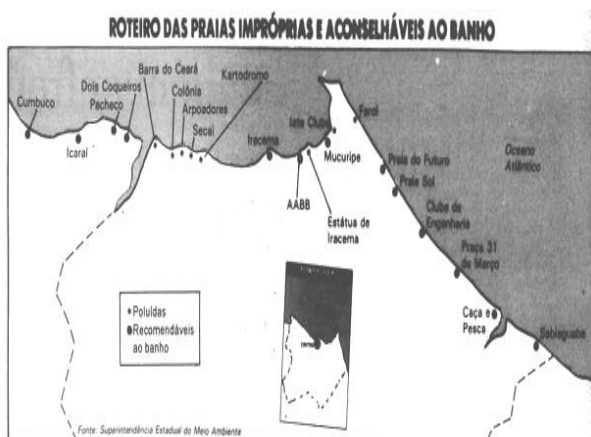 ROTEIRO DAS PRAIAS IMPRÓPRIAS E ACONSELHÁVEIS AO BANHO
Barra do Ceará
Kartodromo
Dois Coqueiros
Colônia
Pacheco
Arpoadores
Cumbuco
Secai
Icaraí
Iracema
Iate Clube
Farol
Mucuripe
AABB
Estátua de
Iracema
Praia do Futuro
Praia Sol
Oceano
Atlântico
Clube de
Engenharia
Praça 31
de Março
Caça e
Pesca
Sabiaguaba
• Poluídas
● Recomendáveis
ao banho
Fonte: Superintendência Estadual do Meio Ambiente